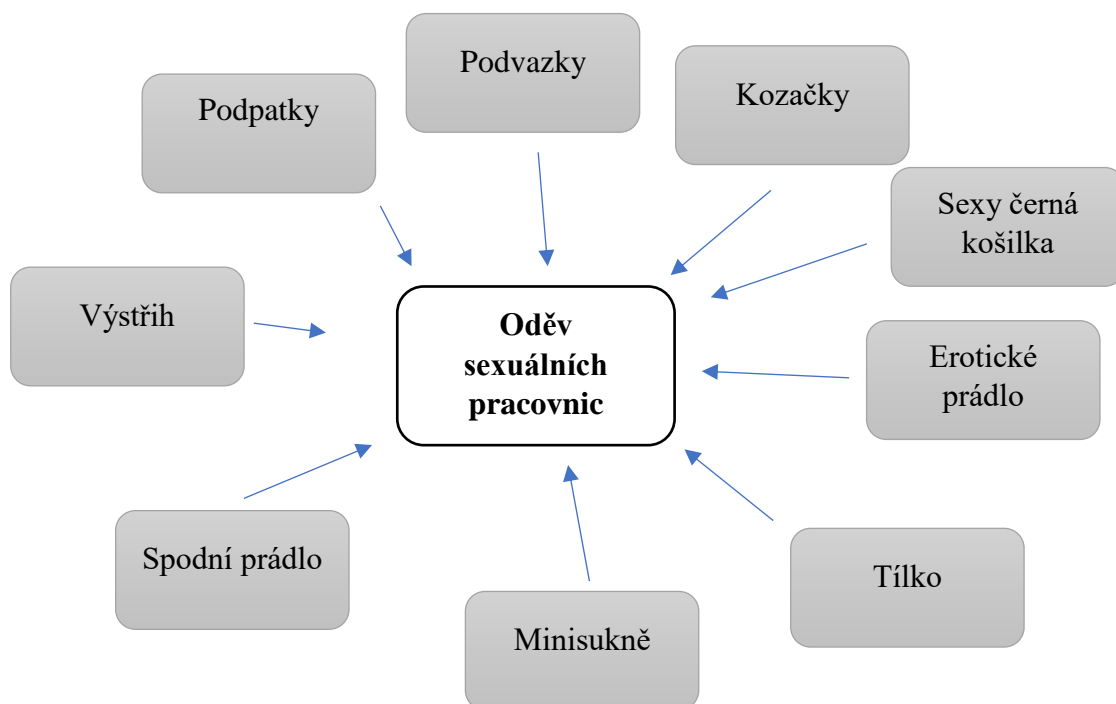 Podvazky
Kozačky
Podpatky
Sexy černá
košilka
Výstřih
Oděv
sexuálních
pracovnic
Erotické
prádlo
Spodní prádlo
Tílko
Minisukně